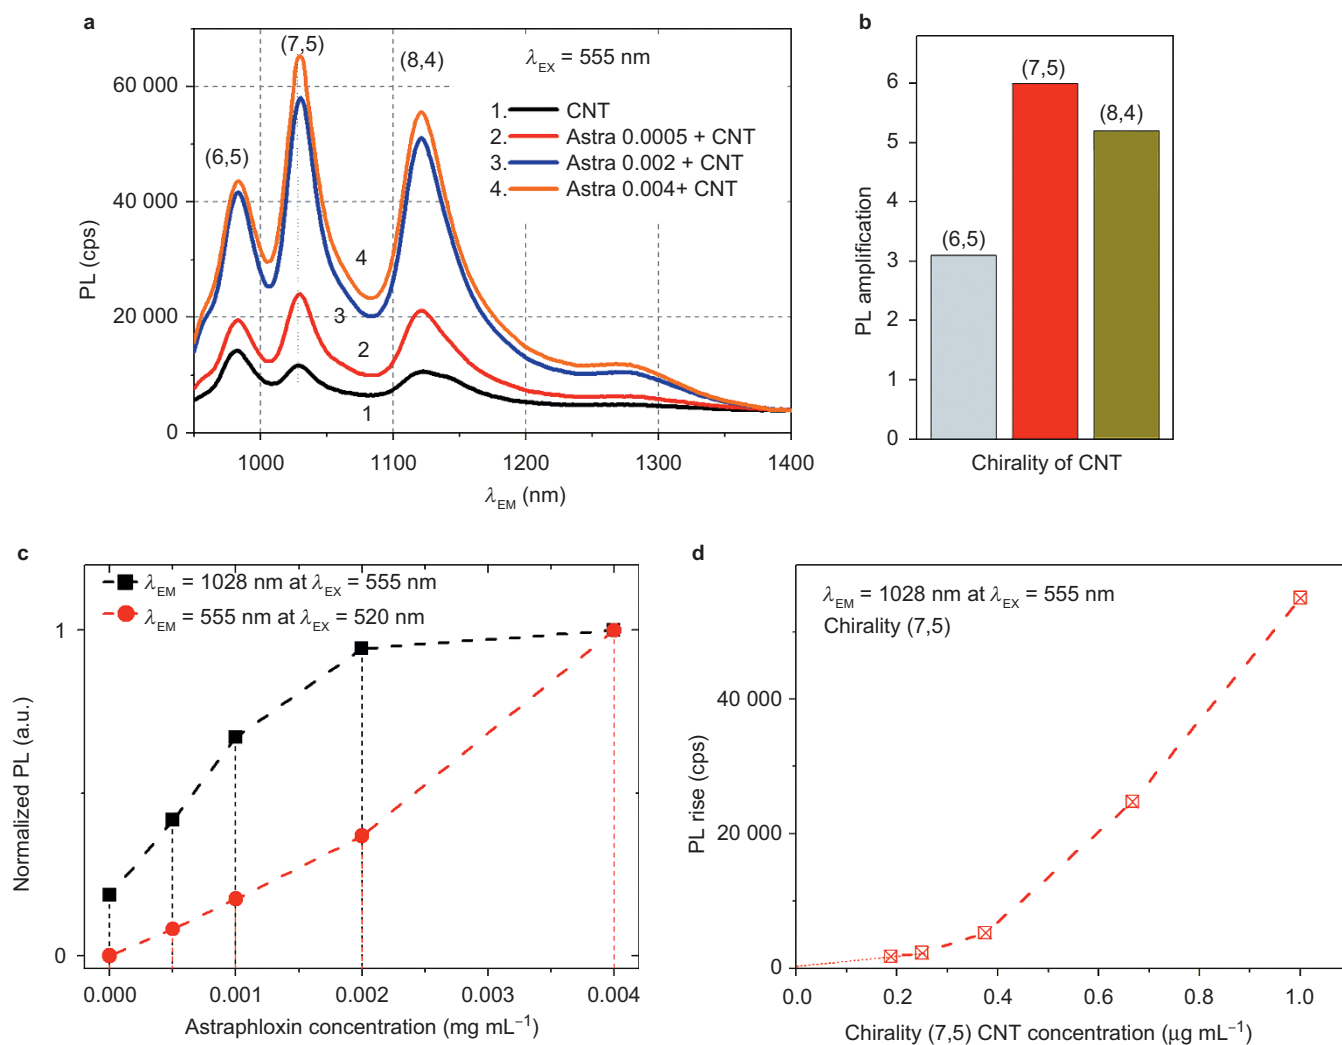 a
(7,5)
(8,4)
λEX = 555 nm
(6,5)
1. CNT
2. Astra 0.0005 + CNT
3. Astra 0.002 + CNT
4. Astra 0.004+ CNT
60 000
40 000
20 000
0
PL (cps)
4
3
2
1
1000 1100 1200 1300 1400
λEM (nm)
b
(7,5)
(8,4)
(6,5)
6
5
4
3
2
1
0
PL amplification
Chirality of CNT
c
λEM = 1028 nm at λEX = 555 nm
λEM = 555 nm at λEX = 520 nm
1
0
Normalized PL (a.u.)
0.000 0.001 0.002 0.003 0.004
Astraphloxin concentration (mg mL⁻¹)
d
λEM = 1028 nm at λEX = 555 nm
Chirality (7,5)
40 000
20 000
0
PL rise (cps)
0.0 0.2 0.4 0.6 0.8 1.0
Chirality (7,5) CNT concentration (μg mL⁻¹)